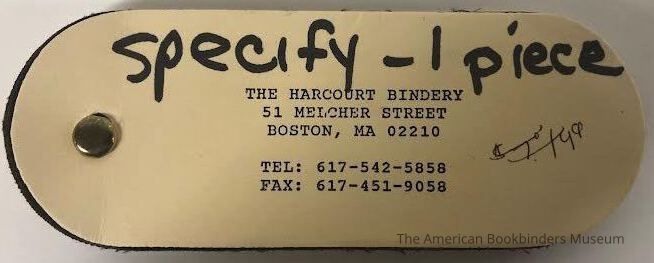 specify - 1 piece
THE HARCOURT BINDERY
51 MELCHER STREET
BOSTON, MA 02210
TEL: 617-542-5858
FAX: 617-451-9058
The American Bookbinders Museum